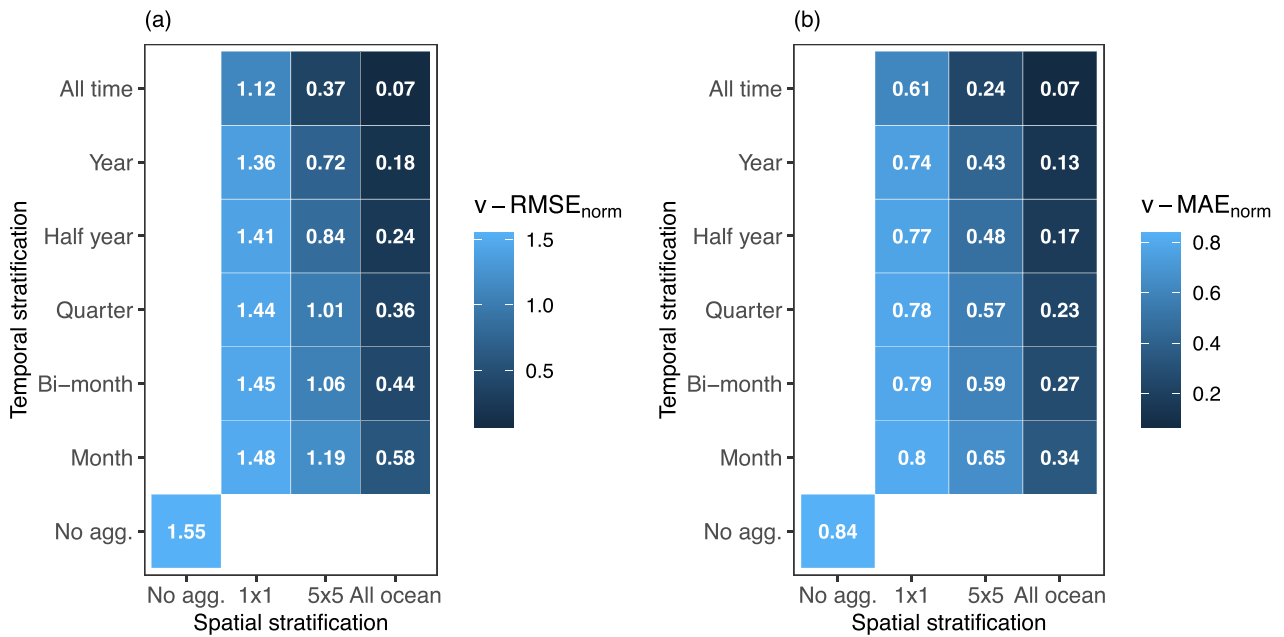 (a)
Temporal stratification
All time 1.12 0.37 0.07
Year 1.36 0.72 0.18
Half year 1.41 0.84 0.24
Quarter 1.44 1.01 0.36
Bi−month 1.45 1.06 0.44
Month 1.48 1.19 0.58
No agg. 1.55
No agg. 1x1 5x5 All ocean
Spatial stratification
v − RMSEnorm
1.5
1.0
0.5
(b)
Temporal stratification
All time 0.61 0.24 0.07
Year 0.74 0.43 0.13
Half year 0.77 0.48 0.17
Quarter 0.78 0.57 0.23
Bi−month 0.79 0.59 0.27
Month 0.8 0.65 0.34
No agg. 0.84
No agg. 1x1 5x5 All ocean
Spatial stratification
v − MAEnorm
0.8
0.6
0.4
0.2